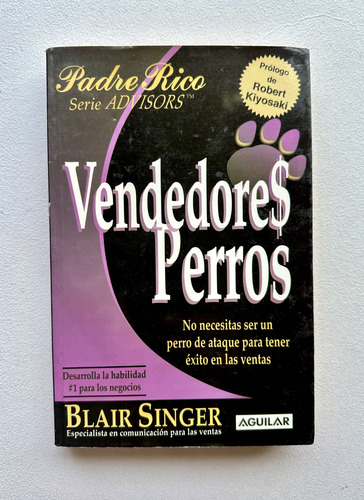 Padre Rico
Serie ADVISORS™
Prólogo
de
Robert
Kiyosaki
Vendedore$
Perros
No necesitas ser un
perro de ataque para tener
éxito en las ventas
Desarrolla la habilidad
#1 para los negocios
BLAIR SINGER
Especialista en comunicación para las ventas
AGUILAR